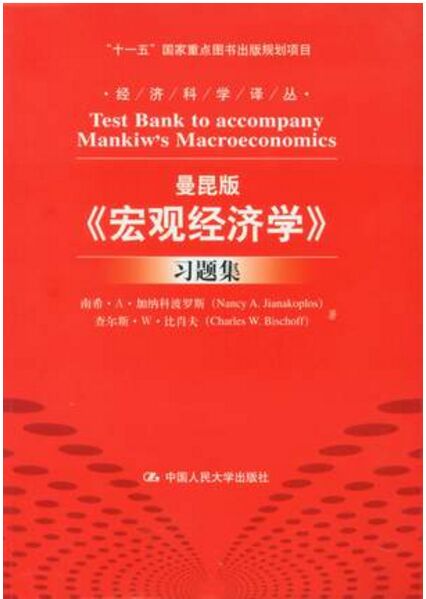 “十一五”国家重点图书出版规划项目
·经/济/科/学/译/丛·
Test Bank to accompany
Mankiw's Macroeconomics
曼昆版
《宏观经济学》
习题集
南希·A·加纳科波罗斯（Nancy A. Jianakoplos）
查尔斯·W·比肖夫（Charles W. Bischoff）
著
中国人民大学出版社